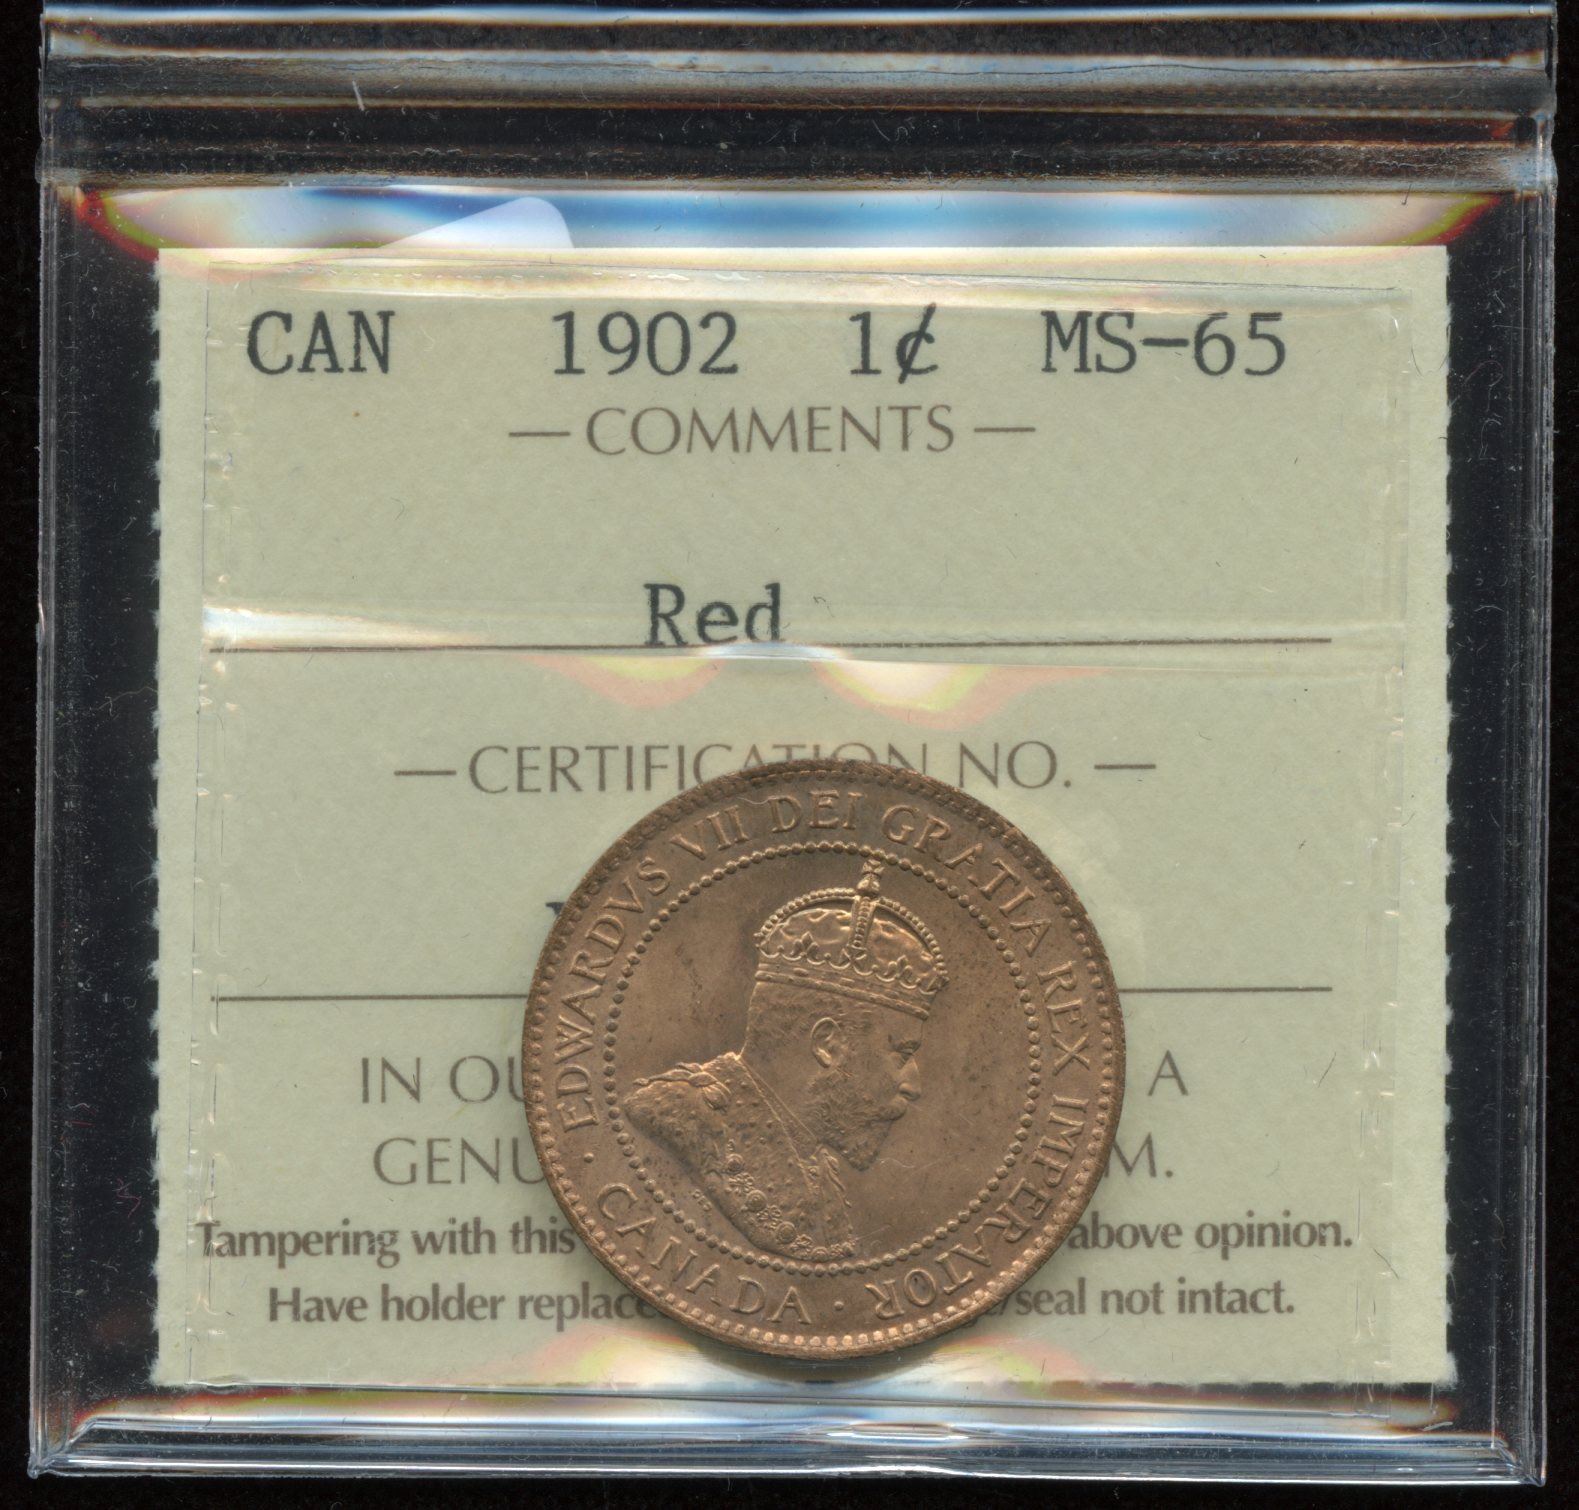 CAN 1902 1¢ MS-65
— COMMENTS —
Red
— CERTIFICATION NO. —
IN OU A
GENU M.
Tampering with this above opinion.
Have holder replace /seal not intact.
· EDWARDVS VII DEI GRATIA REX IMPERATOR · CANADA